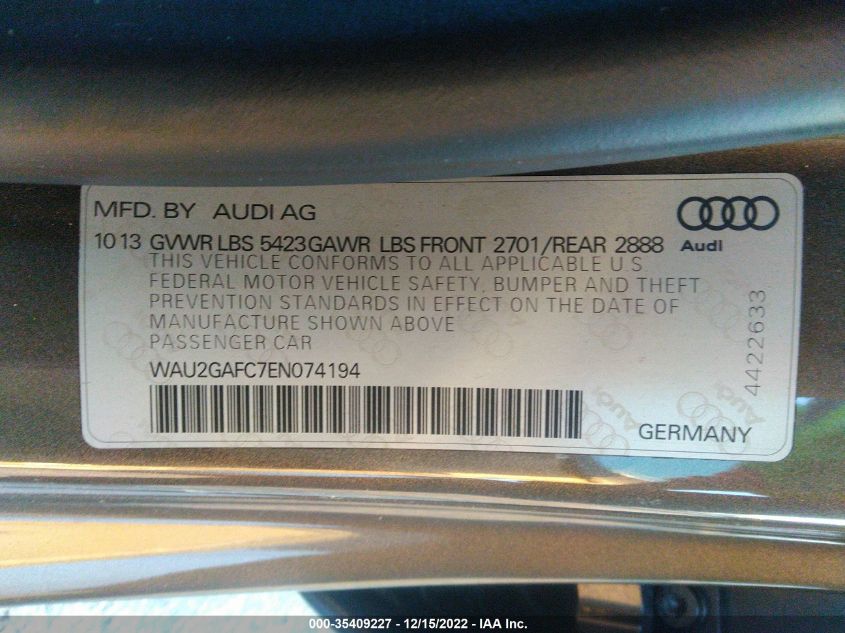 MFD. BY AUDI AG
10 13 GVWR LBS 5423 GAWR LBS FRONT 2701/REAR 2888
Audi
THIS VEHICLE CONFORMS TO ALL APPLICABLE U.S
FEDERAL MOTOR VEHICLE SAFETY, BUMPER AND THEFT
PREVENTION STANDARDS IN EFFECT ON THE DATE OF
MANUFACTURE SHOWN ABOVE
PASSENGER CAR
WAU2GAFC7EN074194
4422633
GERMANY
Audi
Audi
000-35409227 - 12/15/2022 - IAA Inc.